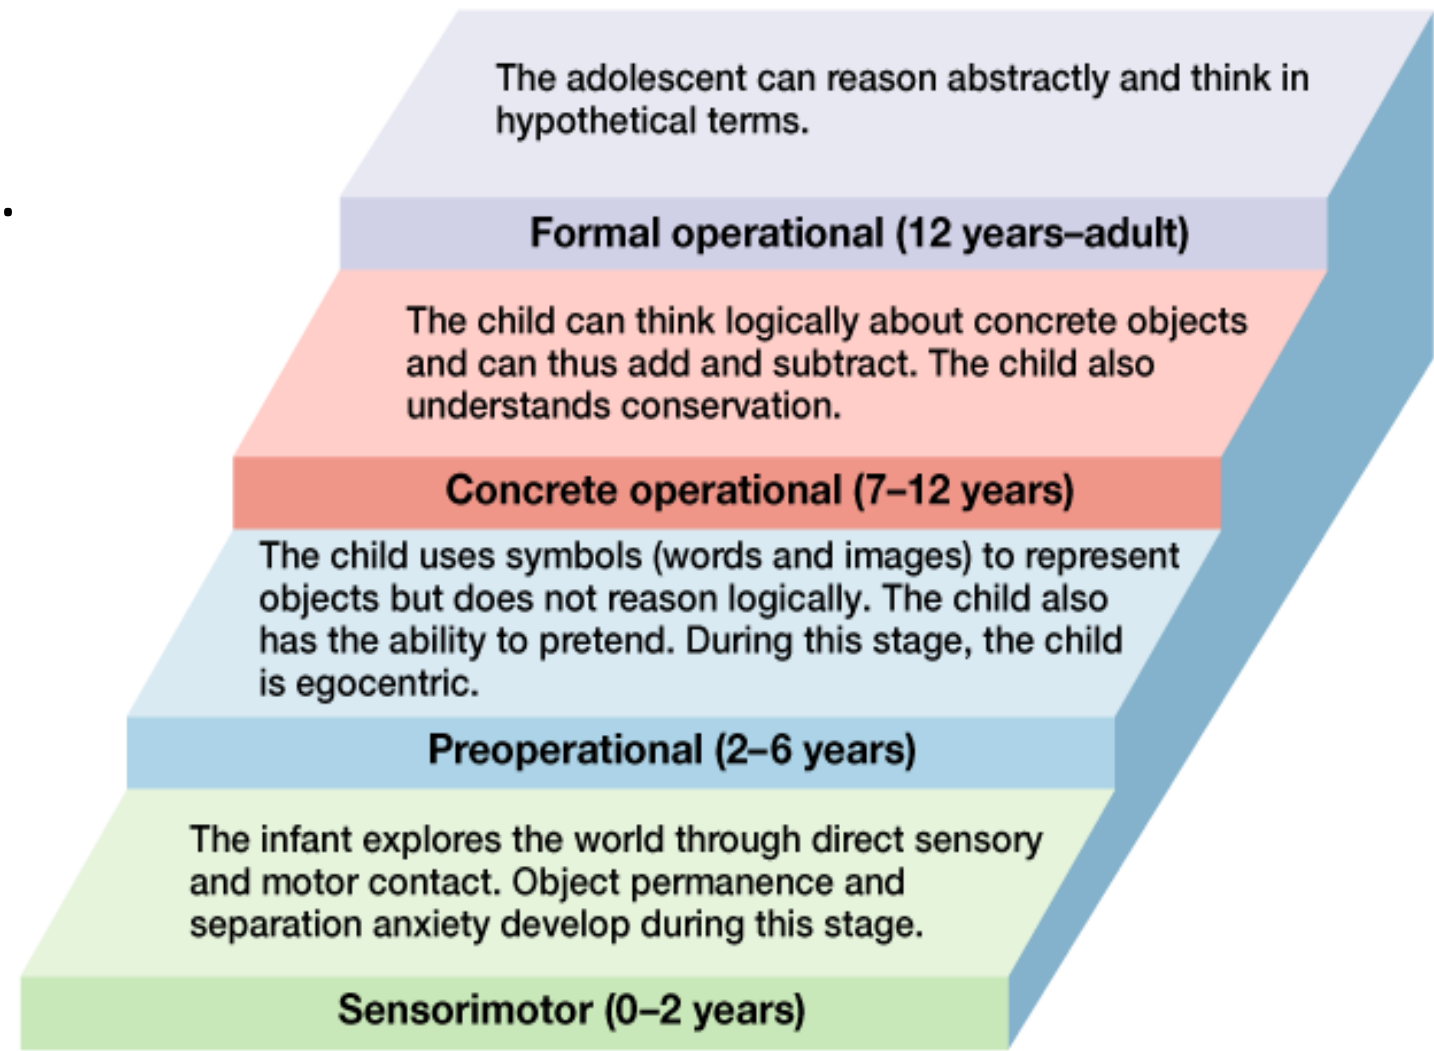 The adolescent can reason abstractly and think in
hypothetical terms.
Formal operational (12 years–adult)
The child can think logically about concrete objects
and can thus add and subtract. The child also
understands conservation.
Concrete operational (7–12 years)
The child uses symbols (words and images) to represent
objects but does not reason logically. The child also
has the ability to pretend. During this stage, the child
is egocentric.
Preoperational (2–6 years)
The infant explores the world through direct sensory
and motor contact. Object permanence and
separation anxiety develop during this stage.
Sensorimotor (0–2 years)